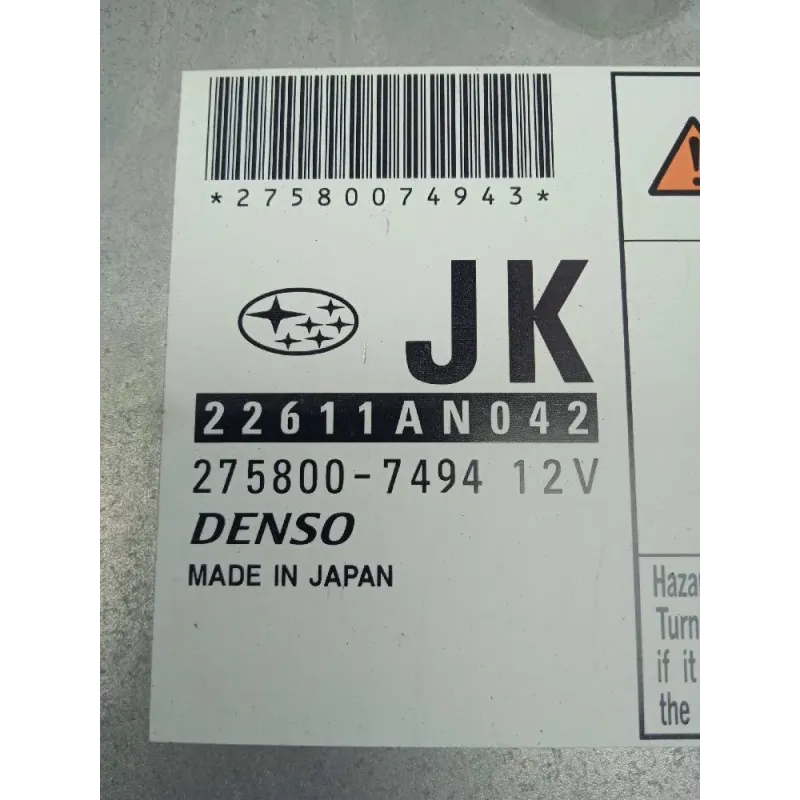 *27580074943*
JK
22611AN042
275800-7494 12V
DENSO
MADE IN JAPAN
Haza
Turn
if it
the